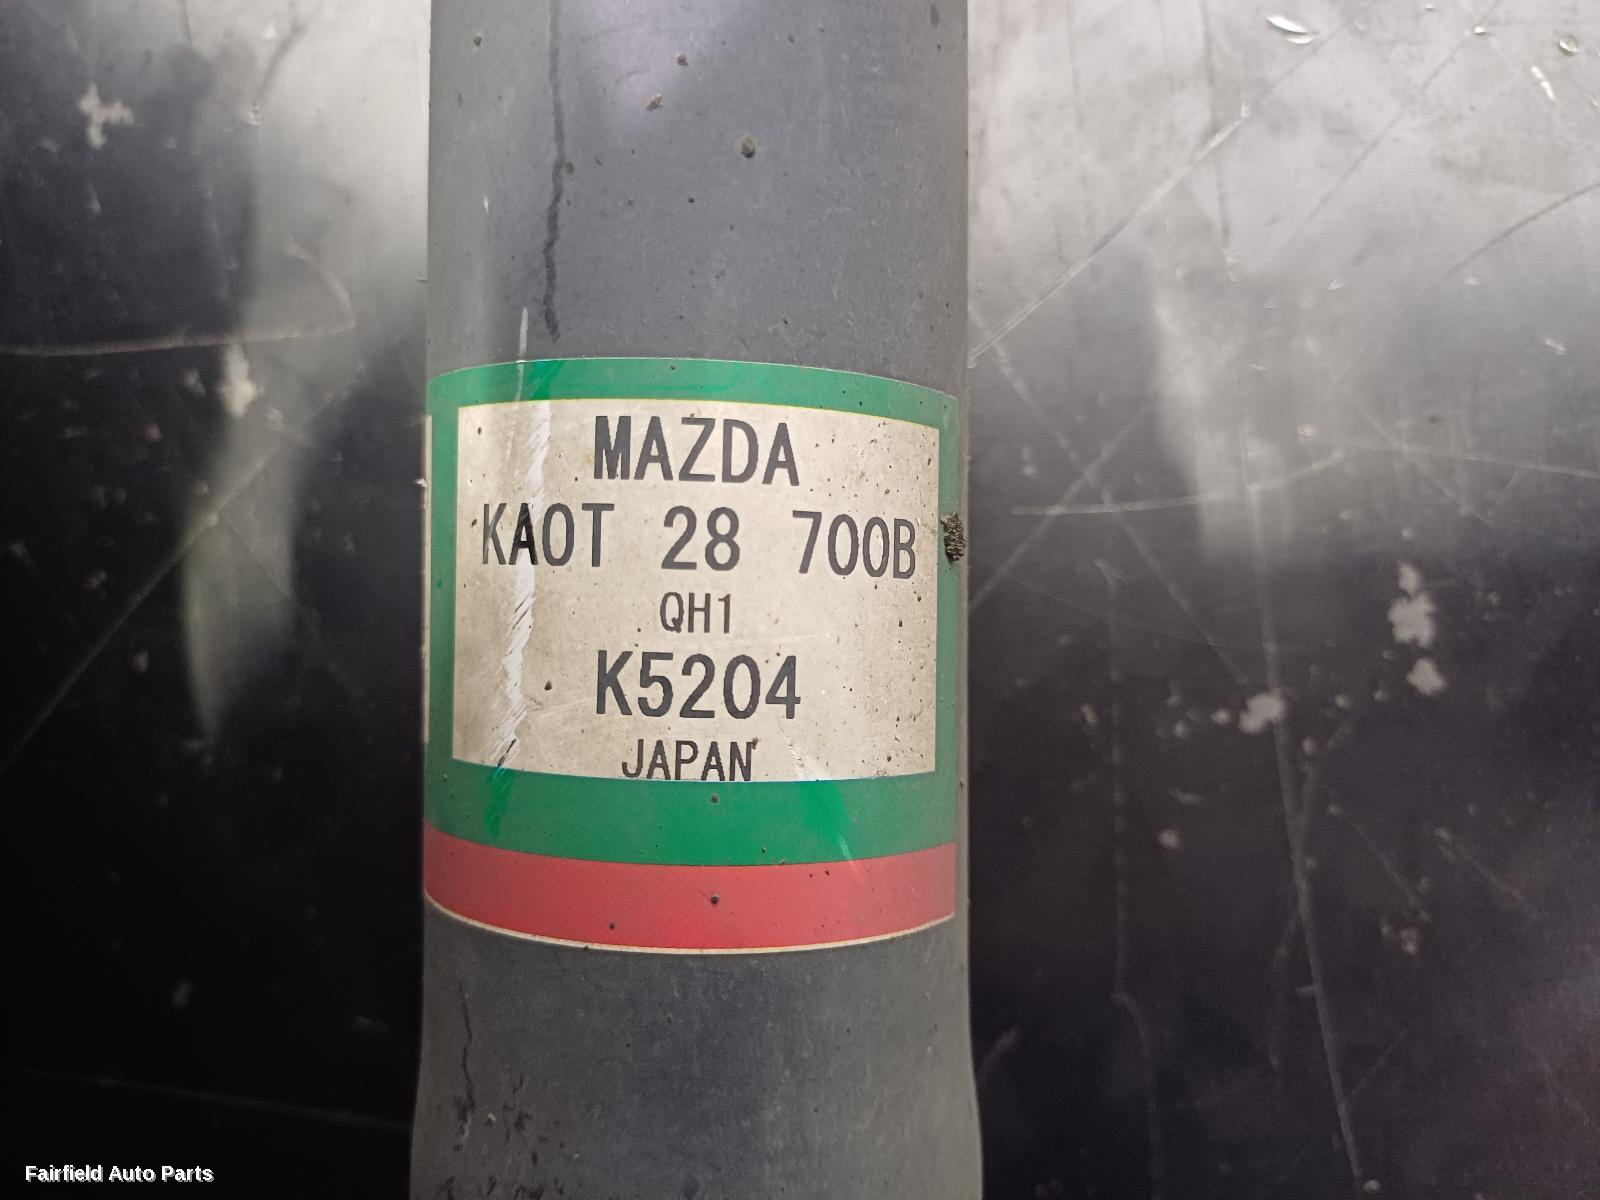 MAZDA
KAOT 28 700B
QH1
K5204
JAPAN
Fairfield Auto Parts